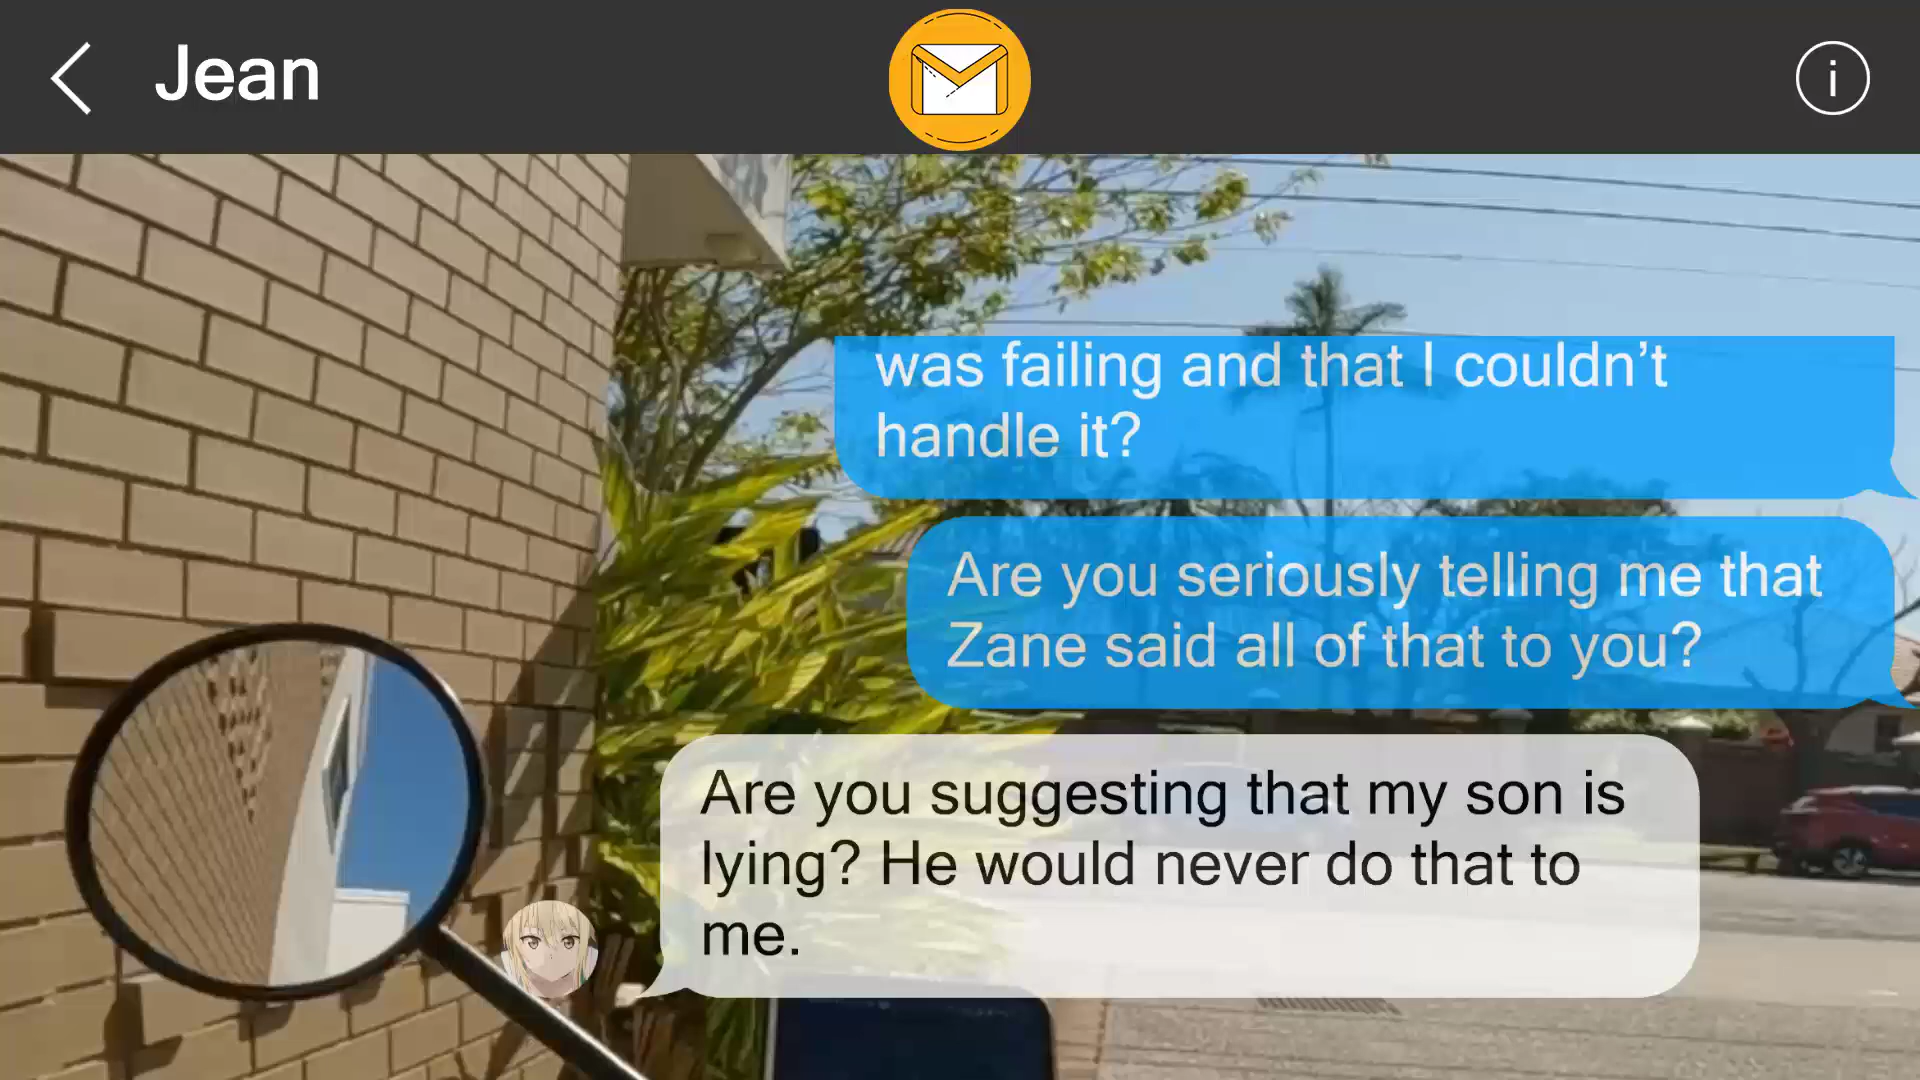 Jean
i
was failing and that I couldn’t
handle it?
Are you seriously telling me that
Zane said all of that to you?
Are you suggesting that my son is
lying? He would never do that to
me.